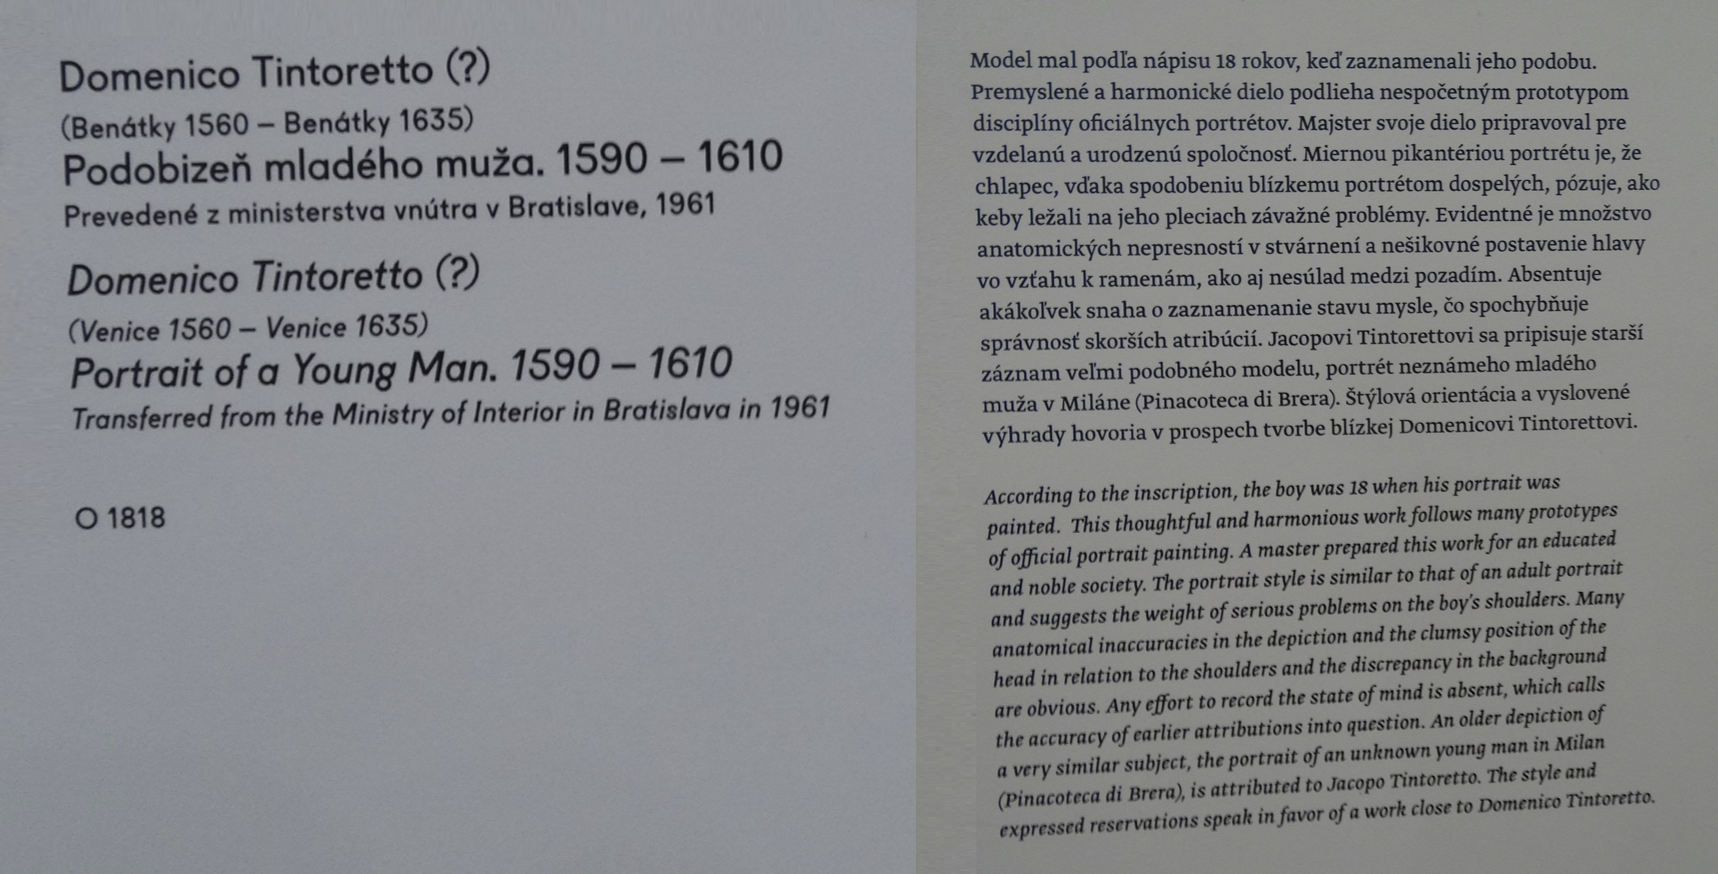 Domenico Tintoretto (?)
(Benátky 1560 – Benátky 1635)
Podobizeň mladého muža. 1590 – 1610
Prevedené z ministerstva vnútra v Bratislave, 1961
Domenico Tintoretto (?)
(Venice 1560 – Venice 1635)
Portrait of a Young Man. 1590 – 1610
Transferred from the Ministry of Interior in Bratislava in 1961
O 1818
Model mal podľa nápisu 18 rokov, keď zaznamenali jeho podobu.
Premyslené a harmonické dielo podlieha nespočetným prototypom
disciplíny oficiálnych portrétov. Majster svoje dielo pripravoval pre
vzdelanú a urodzenú spoločnosť. Miernou pikantériou portrétu je, že
chlapec, vďaka spodobeniu blízkemu portrétom dospelých, pózuje, ako
keby ležali na jeho pleciach závažné problémy. Evidentné je množstvo
anatomických nepresností v stvárnení a nešikovné postavenie hlavy
vo vzťahu k ramenám, ako aj nesúlad medzi pozadím. Absentuje
akákoľvek snaha o zaznamenanie stavu mysle, čo spochybňuje
správnosť skorších atribúcií. Jacopovi Tintorettovi sa pripisuje starší
záznam veľmi podobného modelu, portrét neznámeho mladého
muža v Miláne (Pinacoteca di Brera). Štýlová orientácia a vyslovené
výhrady hovoria v prospech tvorbe blízkej Domenicovi Tintorettovi.
According to the inscription, the boy was 18 when his portrait was
painted. This thoughtful and harmonious work follows many prototypes
of official portrait painting. A master prepared this work for an educated
and noble society. The portrait style is similar to that of an adult portrait
and suggests the weight of serious problems on the boy's shoulders. Many
anatomical inaccuracies in the depiction and the clumsy position of the
head in relation to the shoulders and the discrepancy in the background
are obvious. Any effort to record the state of mind is absent, which calls
the accuracy of earlier attributions into question. An older depiction of
a very similar subject, the portrait of an unknown young man in Milan
(Pinacoteca di Brera), is attributed to Jacopo Tintoretto. The style and
expressed reservations speak in favor of a work close to Domenico Tintoretto.